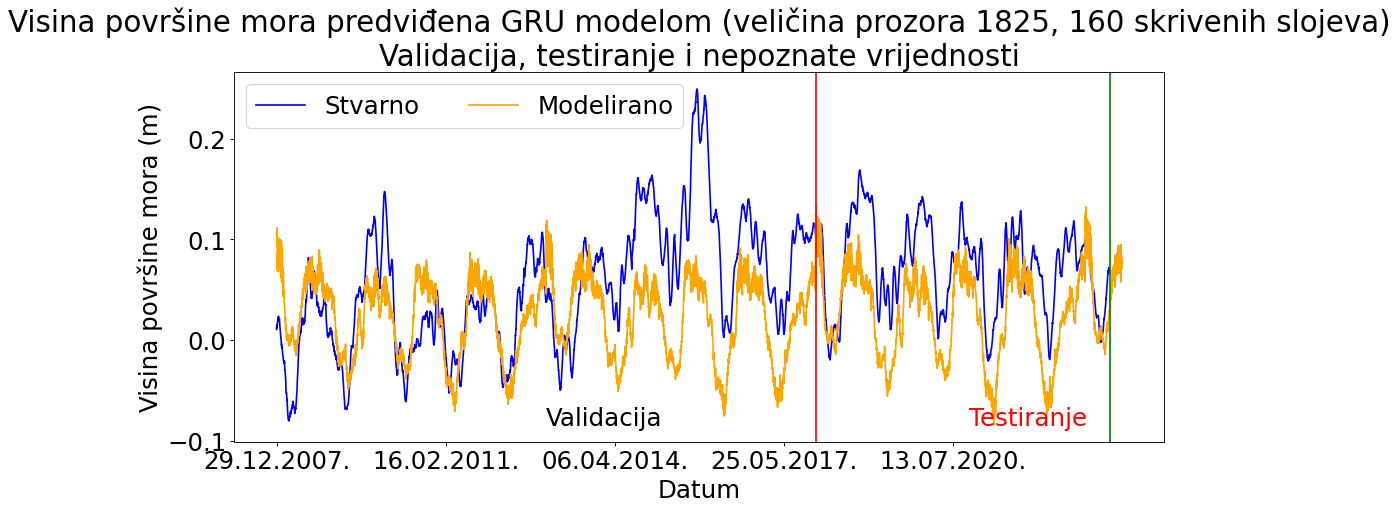 Visina površine mora predviđena GRU modelom (veličina prozora 1825, 160 skrivenih slojeva)
Validacija, testiranje i nepoznate vrijednosti
Stvarno
Modelirano
Visina površine mora (m)
0.2
0.1
0.0
−0.1
Validacija
Testiranje
29.12.2007.
16.02.2011.
06.04.2014.
25.05.2017.
13.07.2020.
Datum